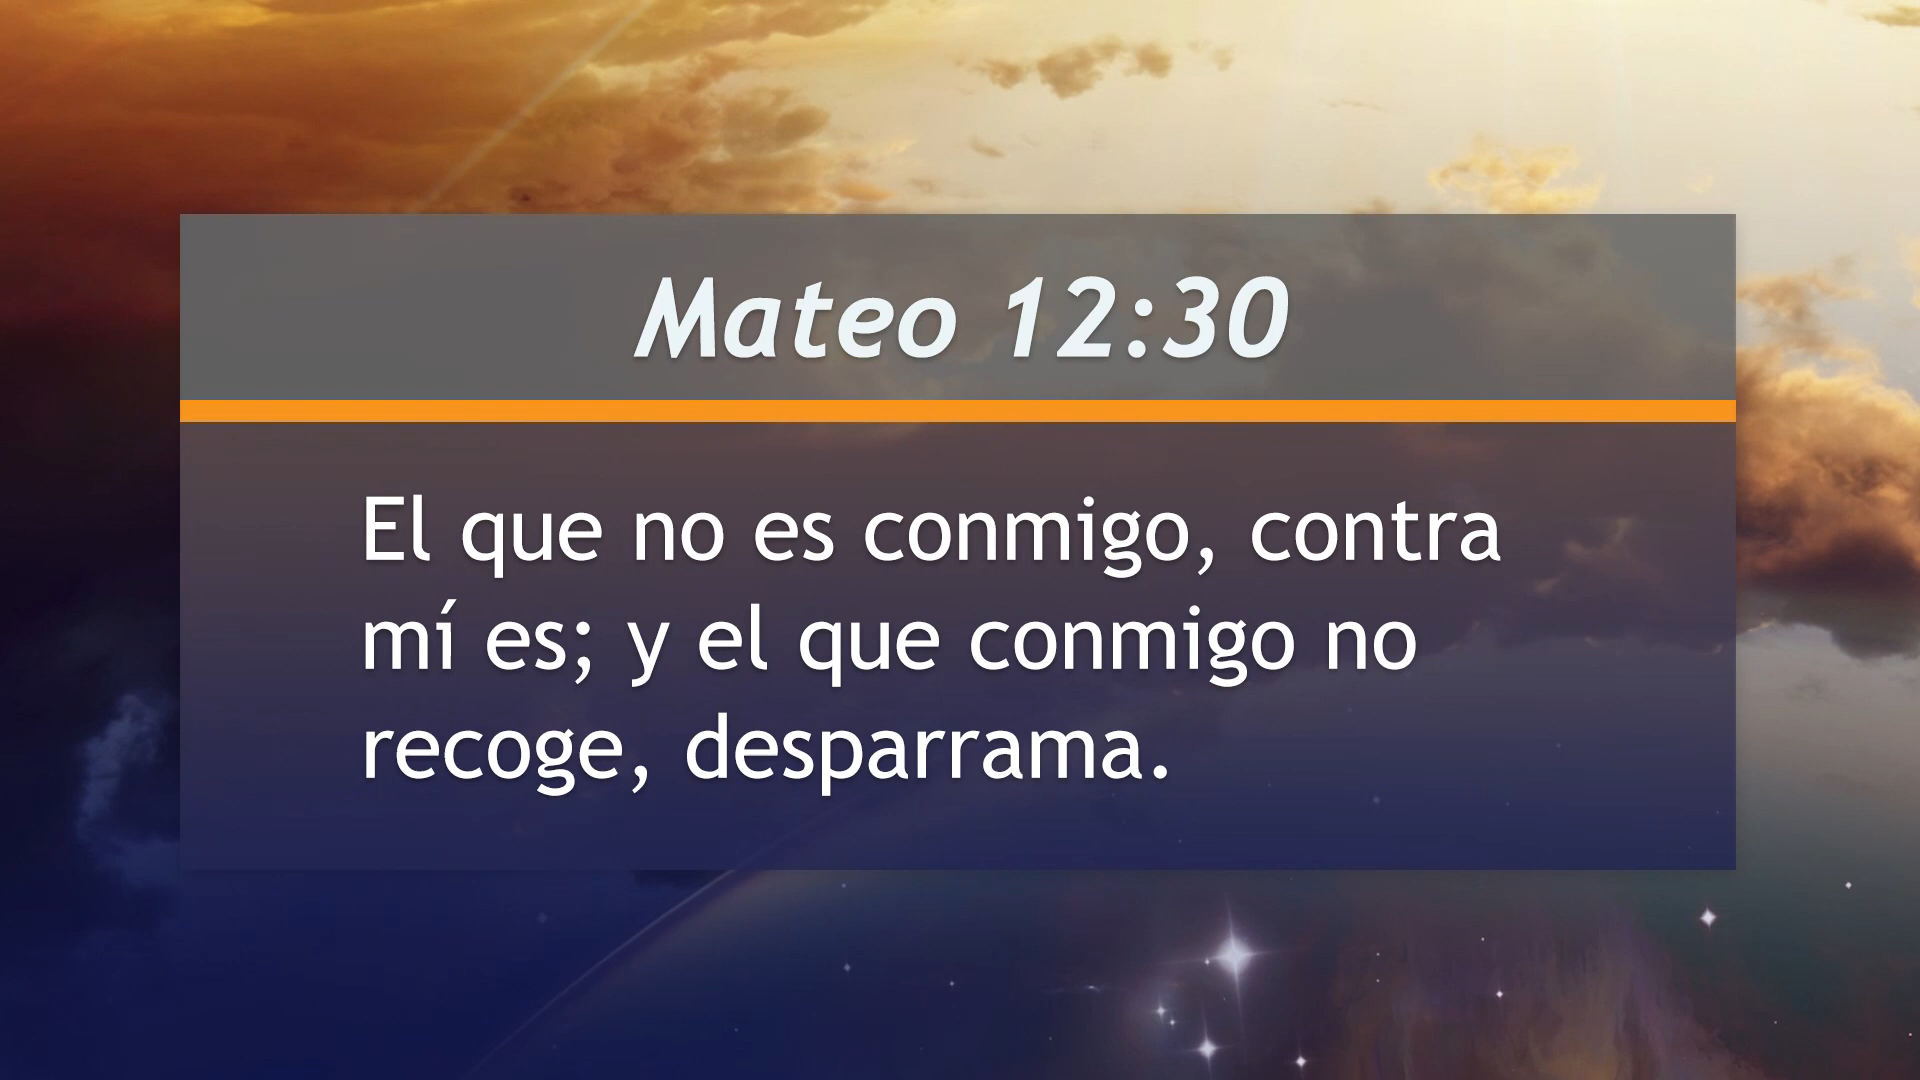 Mateo 12:30
El que no es conmigo, contra
mí es; y el que conmigo no
recoge, desparrama.